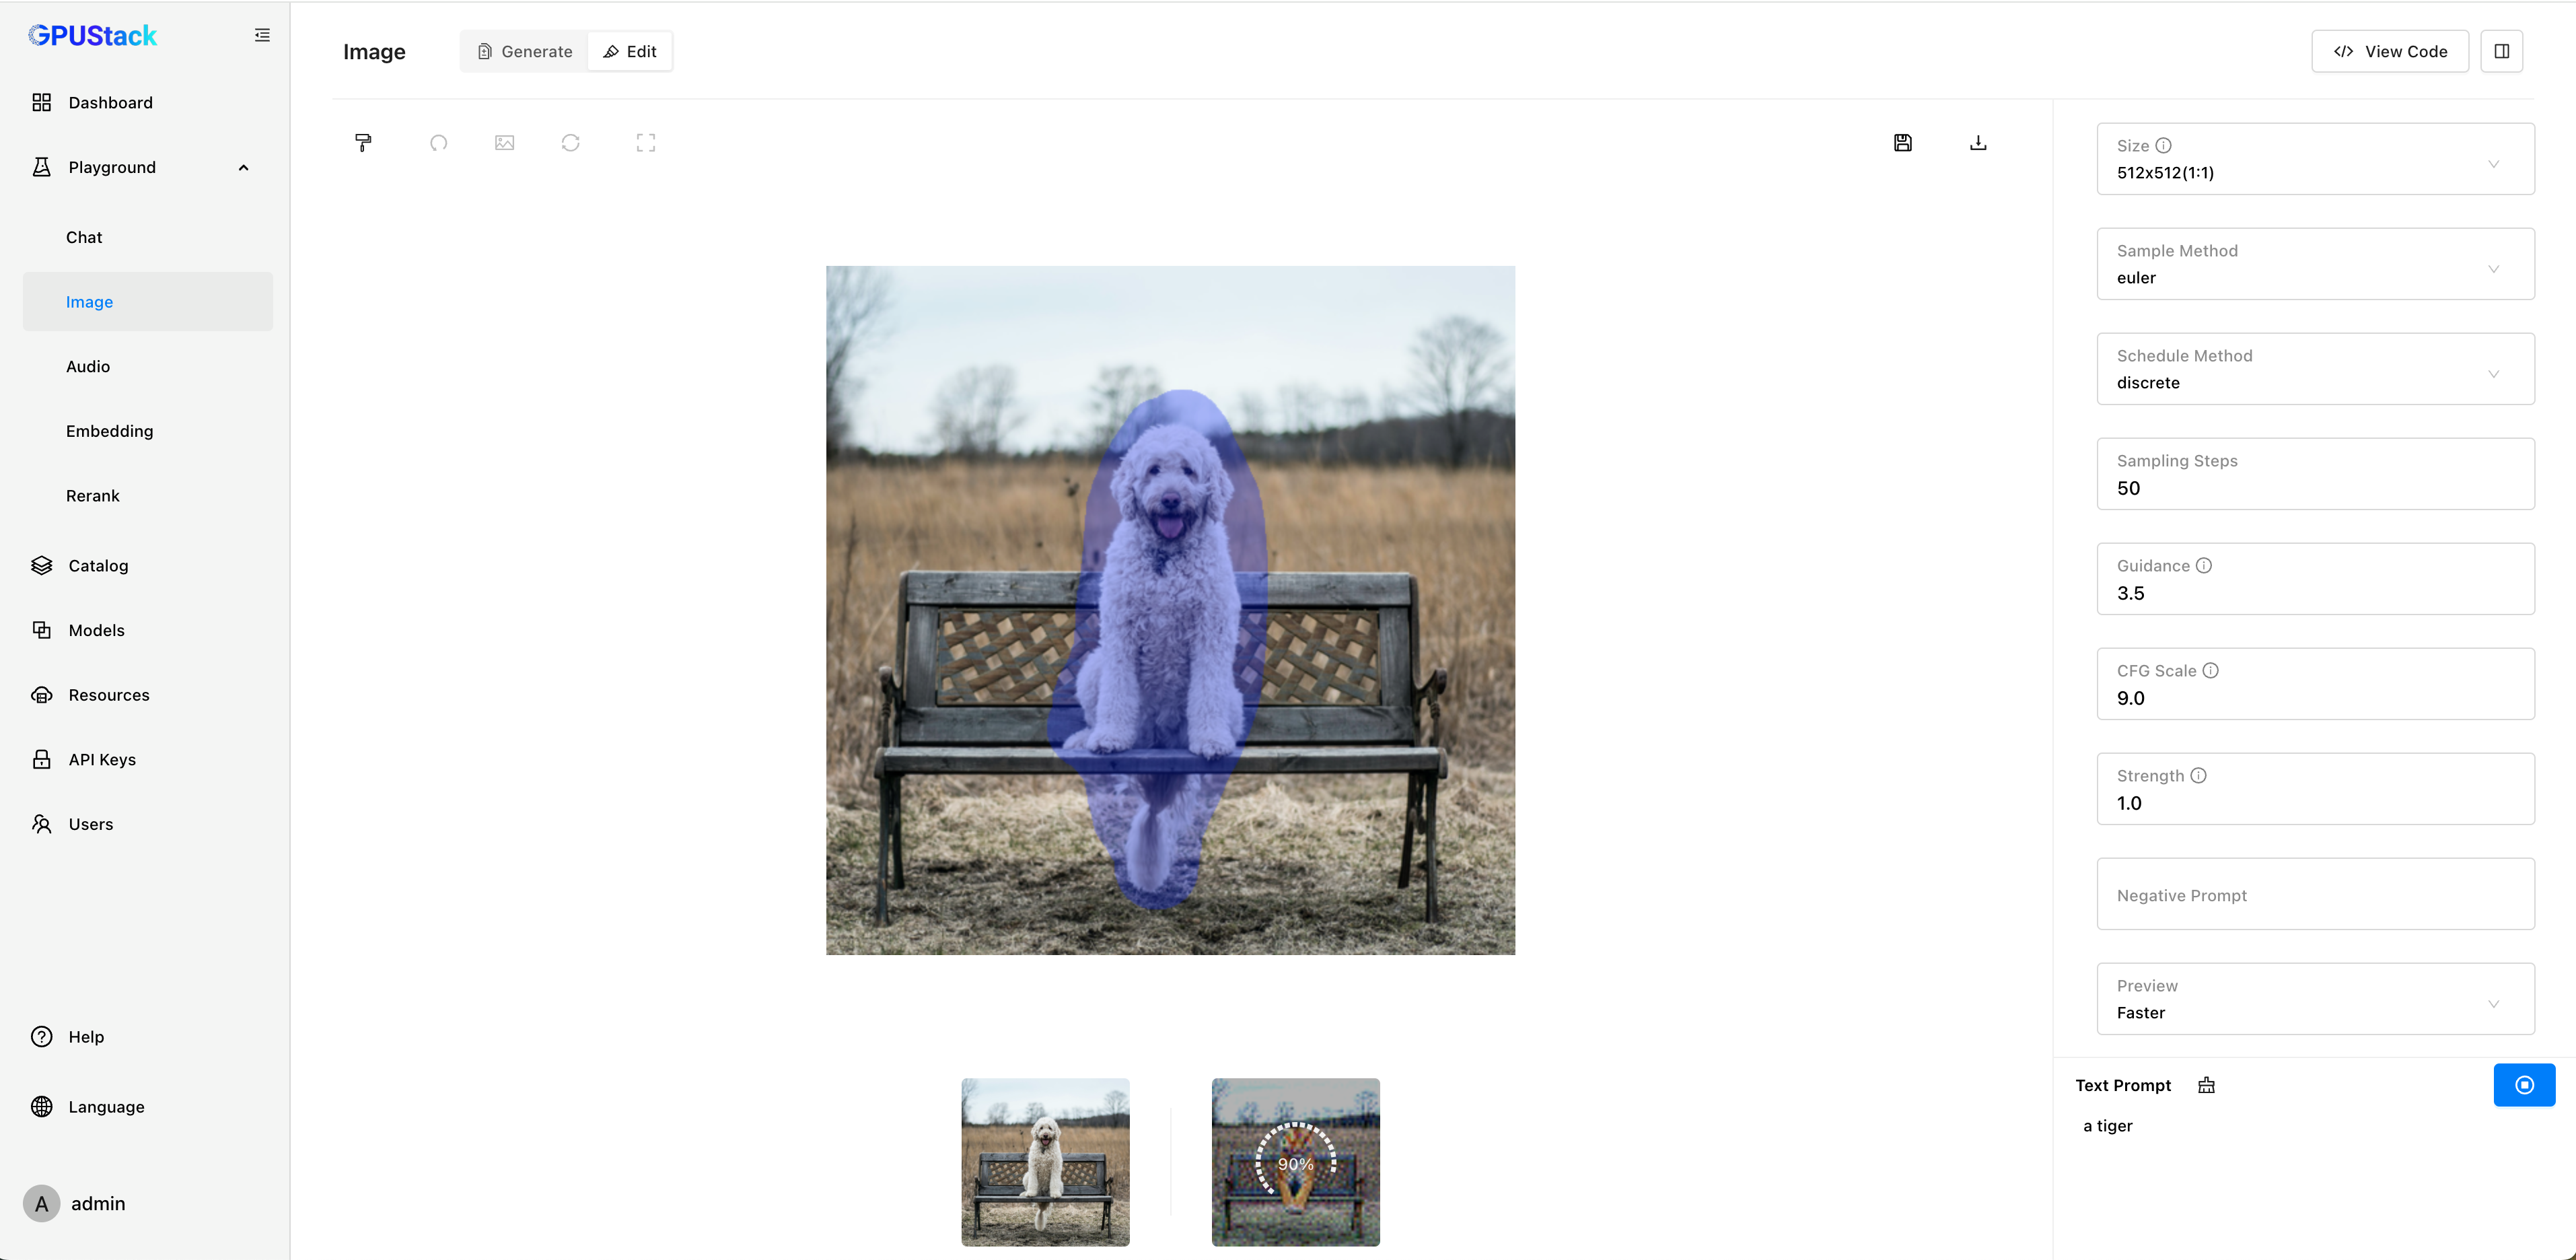 GPUStack
Dashboard
Playground
Chat
Image
Audio
Embedding
Rerank
Catalog
Models
Resources
API Keys
Users
Help
Language
A admin
Image
Generate
Edit
View Code
Size
512x512(1:1)
Sample Method
euler
Schedule Method
discrete
Sampling Steps
50
Guidance
3.5
CFG Scale
9.0
Strength
1.0
Negative Prompt
Preview
Faster
90%
Text Prompt
a tiger